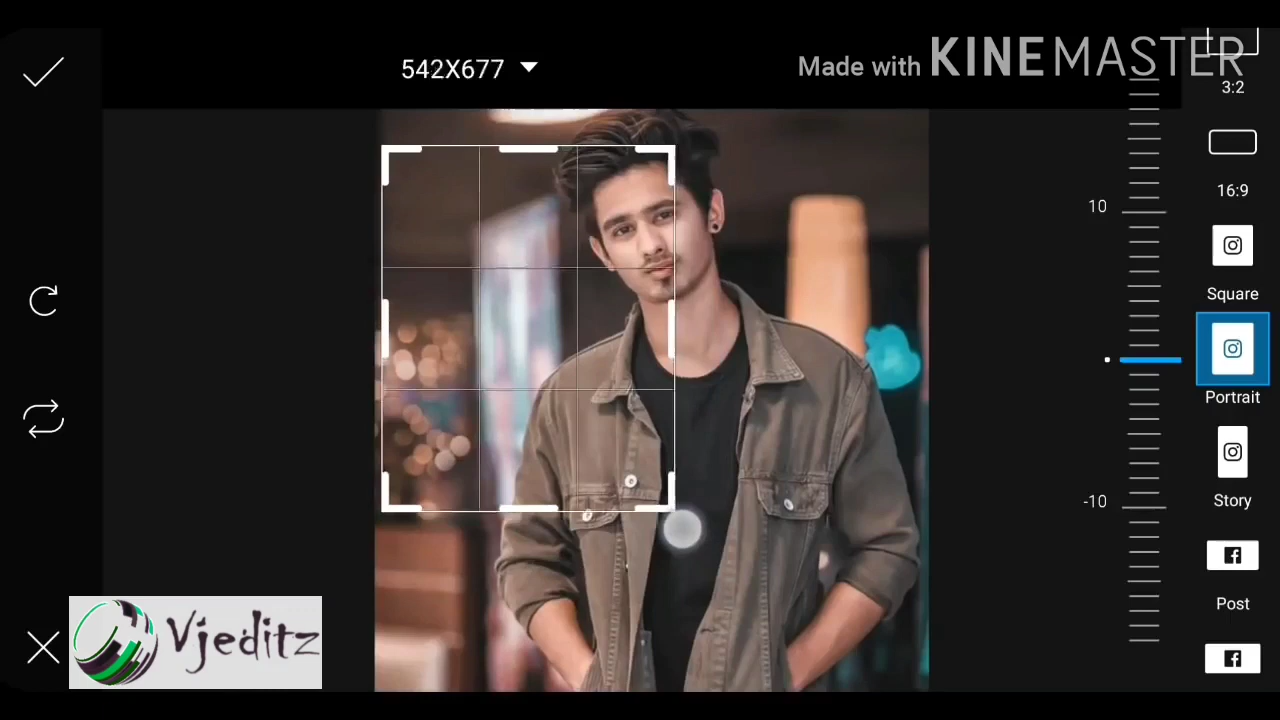 542X677
Made with KINEMASTER
3:2
16:9
10
Square
Portrait
-10
Story
Post
Vjeditz